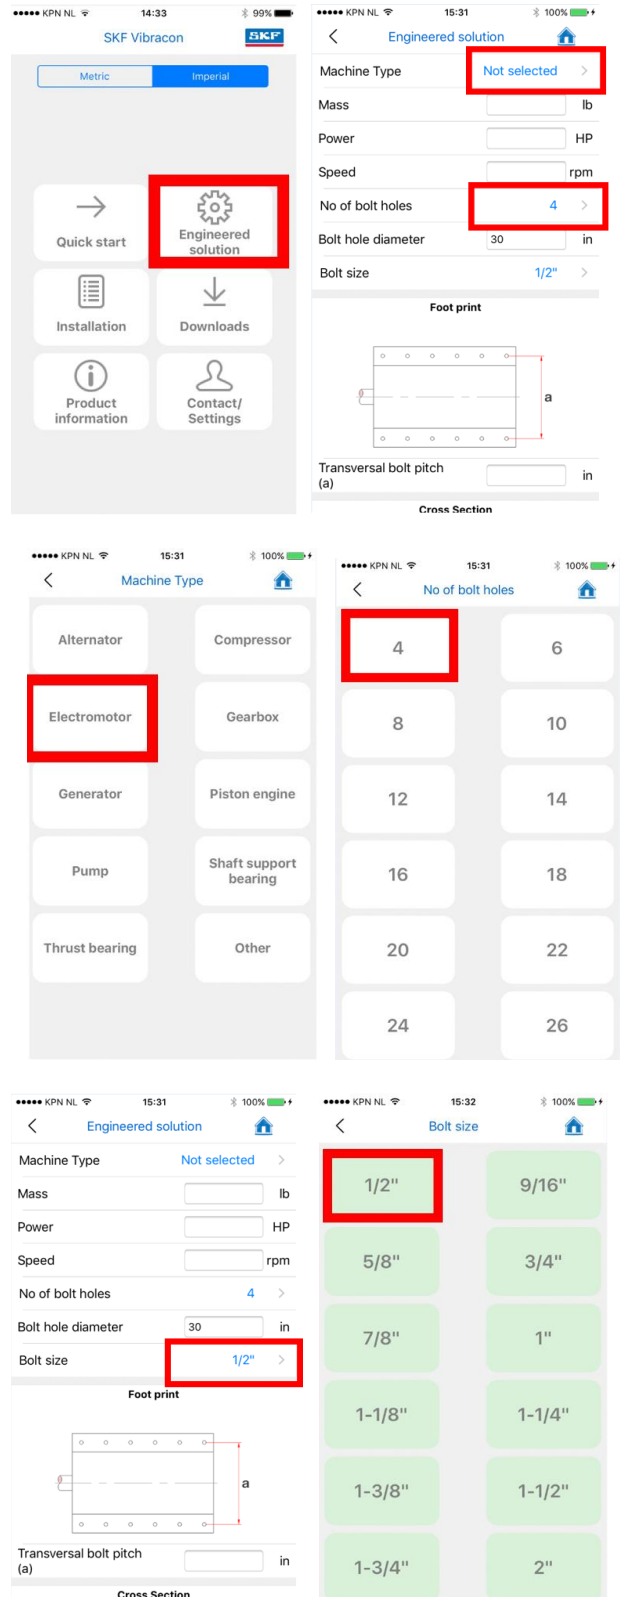 ●●●●● KPN NL 14:33 99%
SKF Vibracon SKF
Metric Imperial
Quick start
Engineered
solution
Installation
Downloads
Product
information
Contact/
Settings
●●●●● KPN NL 15:31 100%
Engineered solution
Machine Type Not selected
Mass lb
Power HP
Speed rpm
No of bolt holes 4
Bolt hole diameter 30 in
Bolt size 1/2"
Foot print
a
Transversal bolt pitch
(a) in
Cross Section
●●●●● KPN NL 15:31 100%
Machine Type
Alternator Compressor
Electromotor Gearbox
Generator Piston engine
Pump
Shaft support
bearing
Thrust bearing Other
●●●●● KPN NL 15:31 100%
No of bolt holes
4 6
8 10
12 14
16 18
20 22
24 26
●●●●● KPN NL 15:31 100%
Engineered solution
Machine Type Not selected
Mass lb
Power HP
Speed rpm
No of bolt holes 4
Bolt hole diameter 30 in
Bolt size 1/2"
Foot print
a
Transversal bolt pitch
(a) in
Cross Section
●●●●● KPN NL 15:32 100%
Bolt size
1/2" 9/16"
5/8" 3/4"
7/8" 1"
1-1/8" 1-1/4"
1-3/8" 1-1/2"
1-3/4" 2"